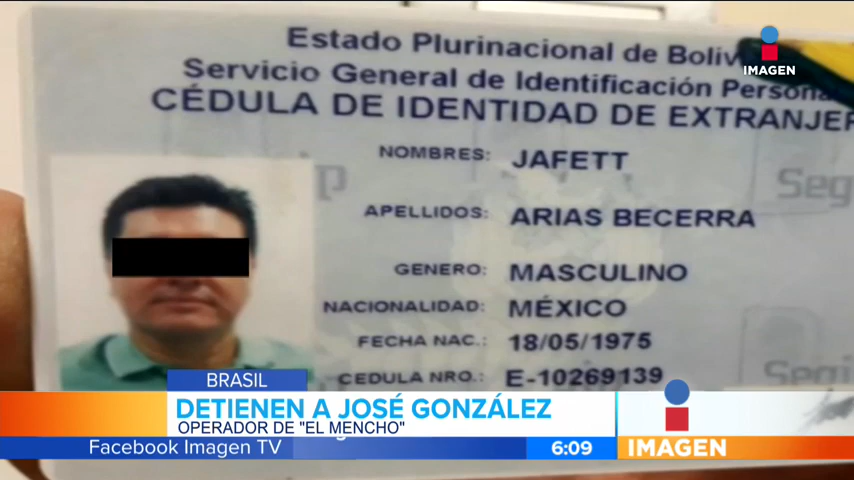 Estado Plurinacional de Boliv
IMAGEN
Servicio General de Identificación Persona
CÉDULA DE IDENTIDAD DE EXTRANJER
NOMBRES: JAFETT
APELLIDOS: ARIAS BECERRA
GENERO: MASCULINO
NACIONALIDAD: MÉXICO
FECHA NAC.: 18/05/1975
CEDULA NRO.: E-10269139
BRASIL
DETIENEN A JOSÉ GONZÁLEZ
OPERADOR DE "EL MENCHO"
Facebook Imagen TV
6:09
IMAGEN